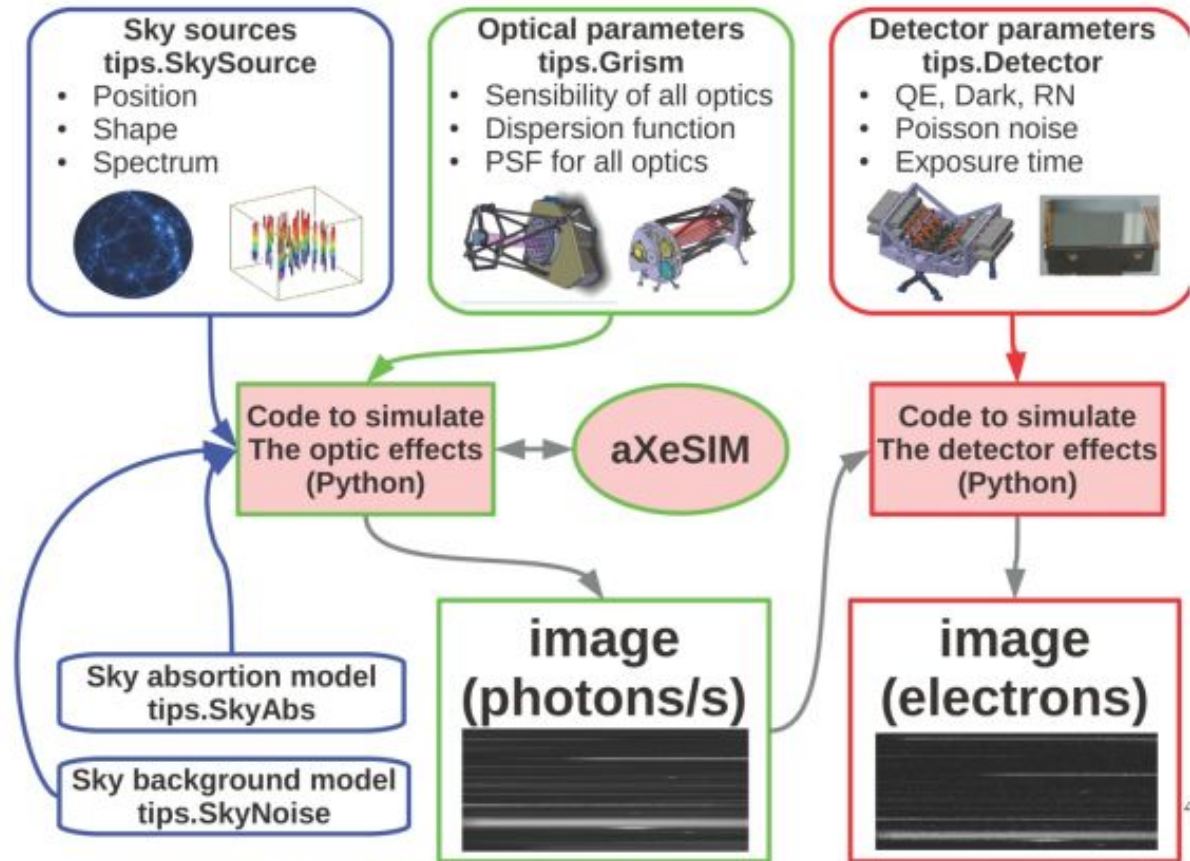 Sky sources
tips.SkySource
• Position
• Shape
• Spectrum
Optical parameters
tips.Grism
• Sensibility of all optics
• Dispersion function
• PSF for all optics
Detector parameters
tips.Detector
• QE, Dark, RN
• Poisson noise
• Exposure time
Code to simulate
The optic effects
(Python)
aXeSIM
Code to simulate
The detector effects
(Python)
Sky absortion model
tips.SkyAbs
Sky background model
tips.SkyNoise
image
(photons/s)
image
(electrons)
4